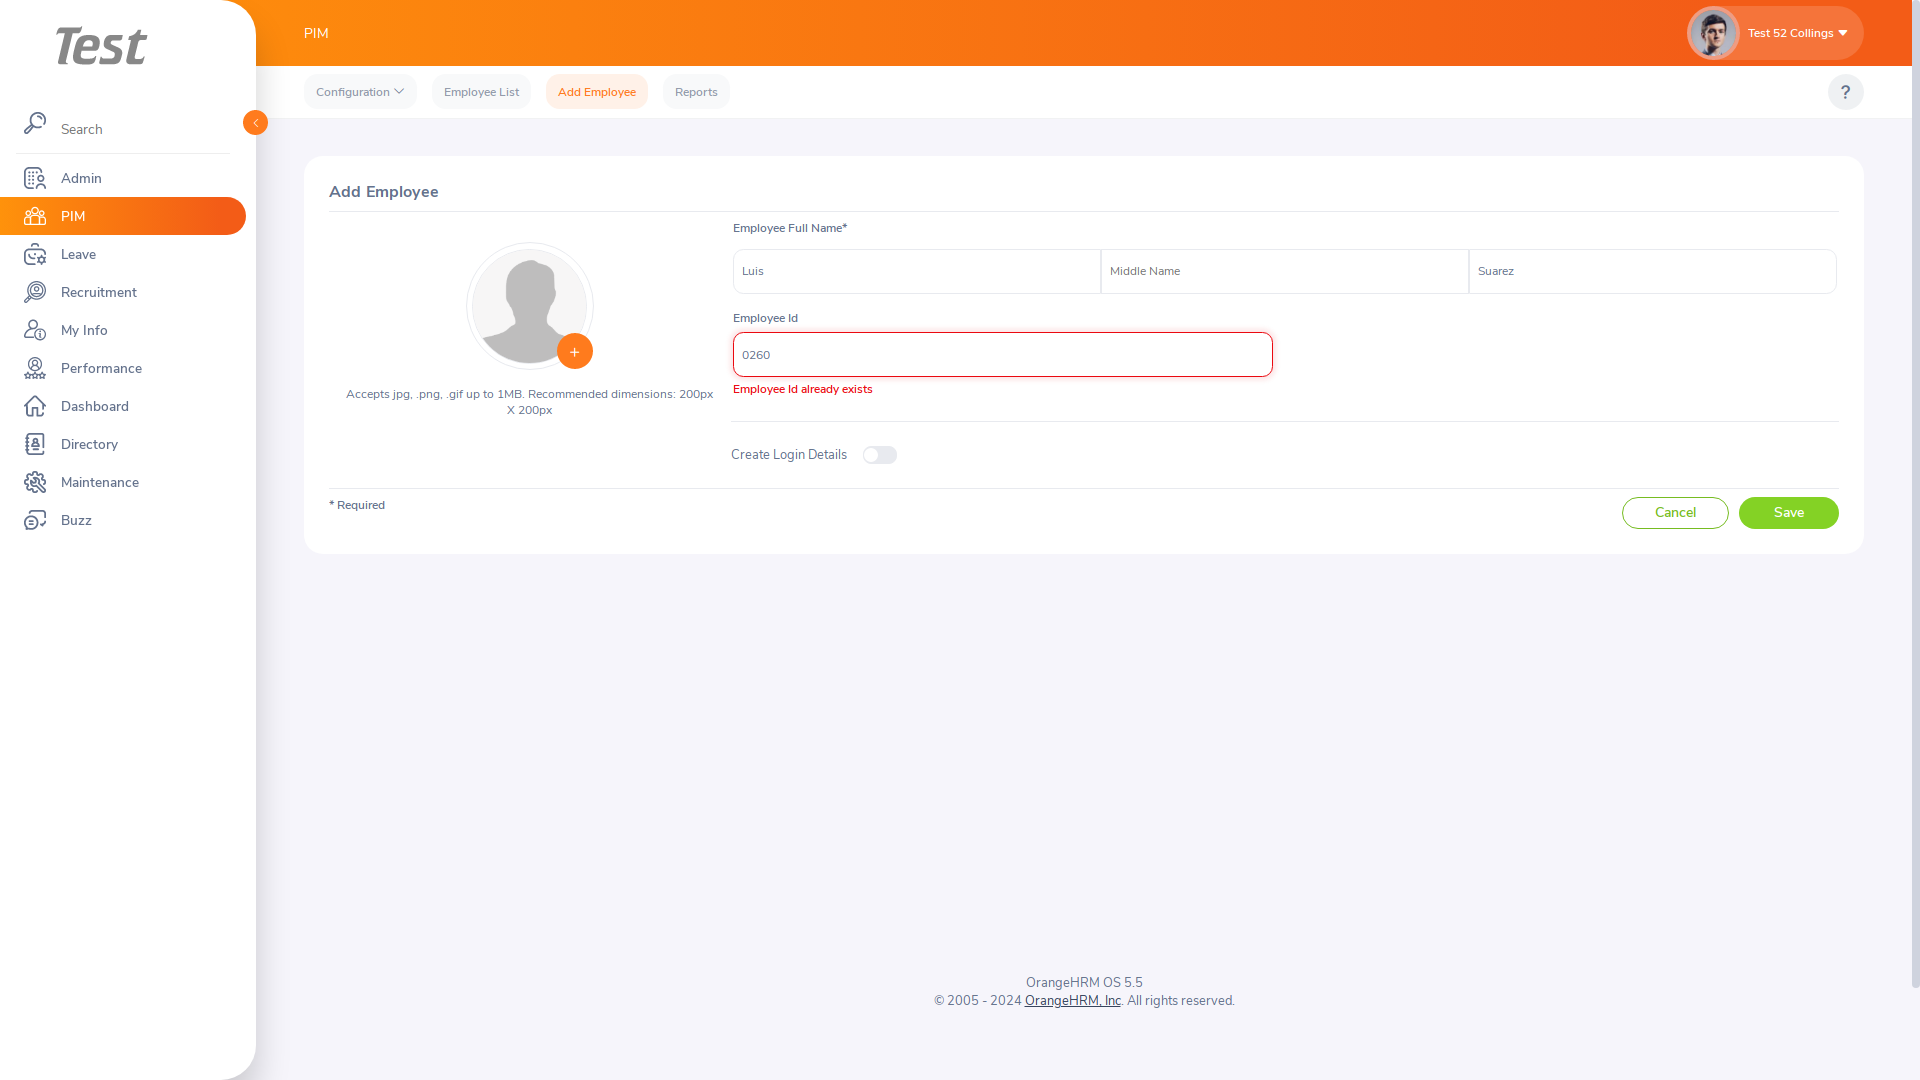 Test
PIM
Test 52 Collings
Configuration
Employee List
Add Employee
Reports
?
Search
Admin
PIM
Leave
Recruitment
My Info
Performance
Dashboard
Directory
Maintenance
Buzz
Add Employee
Employee Full Name*
Luis
Middle Name
Suarez
Employee Id
0260
Employee Id already exists
+
Accepts jpg, .png, .gif up to 1MB. Recommended dimensions: 200px
X 200px
Create Login Details
* Required
Cancel
Save
OrangeHRM OS 5.5
© 2005 - 2024 OrangeHRM, Inc. All rights reserved.